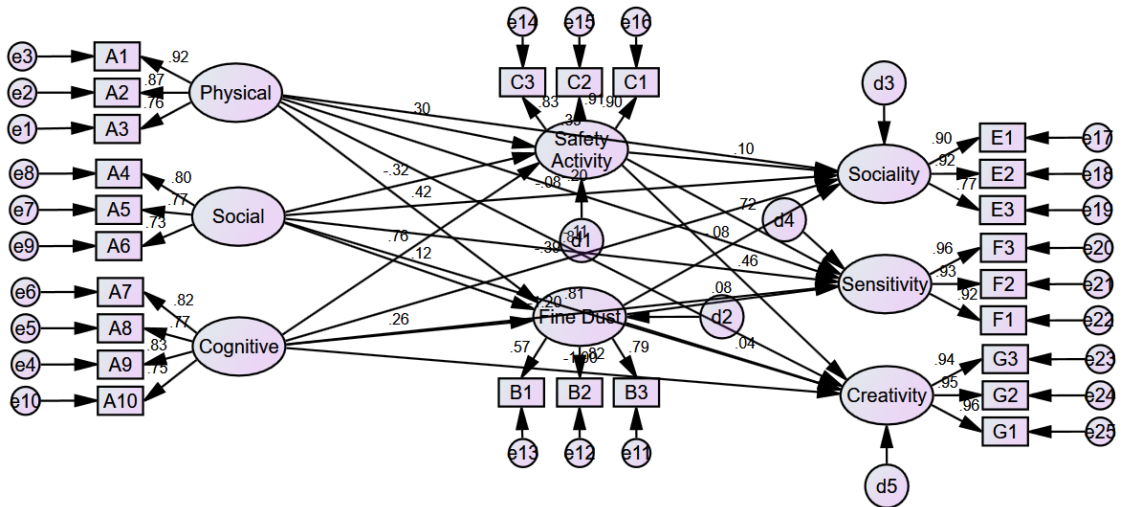 e3 A1 .92
e2 A2 .87
e1 A3 .76
Physical
e8 A4 .80
e7 A5 .77
e9 A6 .73
Social
e6 A7 .82
e5 A8 .77
e4 A9 .83
e10 A10 .75
Cognitive
e14 e15 e16
C3 C2 C1
.83 .91 .90
Safety
Activity
d1
.30
-.32
.42
.76
.12
.26
.20
-.08
-.11
-.39
.81
-.20
.10
.72
-.08
.46
.08
.04
Fine Dust
d2
.57 .82 .79
B1 B2 B3
e13 e12 e11
d3
Sociality
.90 E1 e17
.92 E2 e18
.77 E3 e19
d4
Sensitivity
.96 F3 e20
.93 F2 e21
.92 F1 e22
Creativity
.94 G3 e23
.95 G2 e24
.96 G1 e25
d5